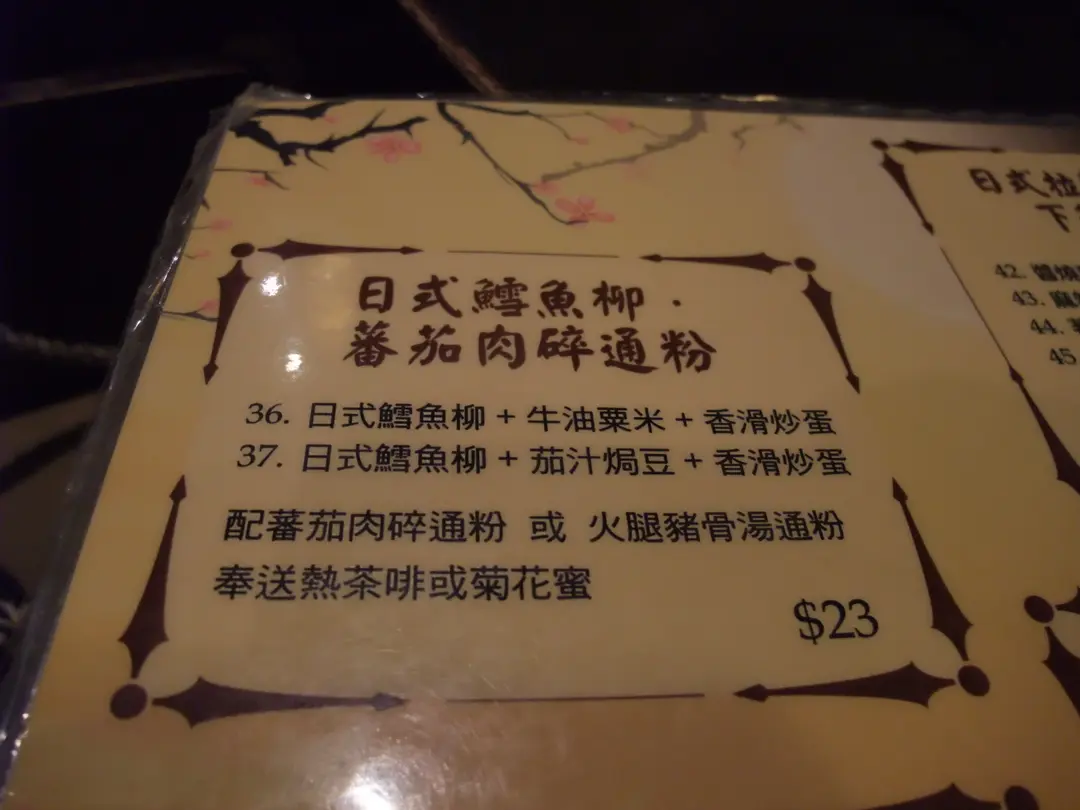 日式鱈魚柳．
蕃茄肉碎通粉
36. 日式鱈魚柳 + 牛油粟米 + 香滑炒蛋
37. 日式鱈魚柳 + 茄汁焗豆 + 香滑炒蛋
配蕃茄肉碎通粉 或 火腿豬骨湯通粉
奉送熱茶啡或菊花蜜
$23
日式
下
42.
43.
44.
45